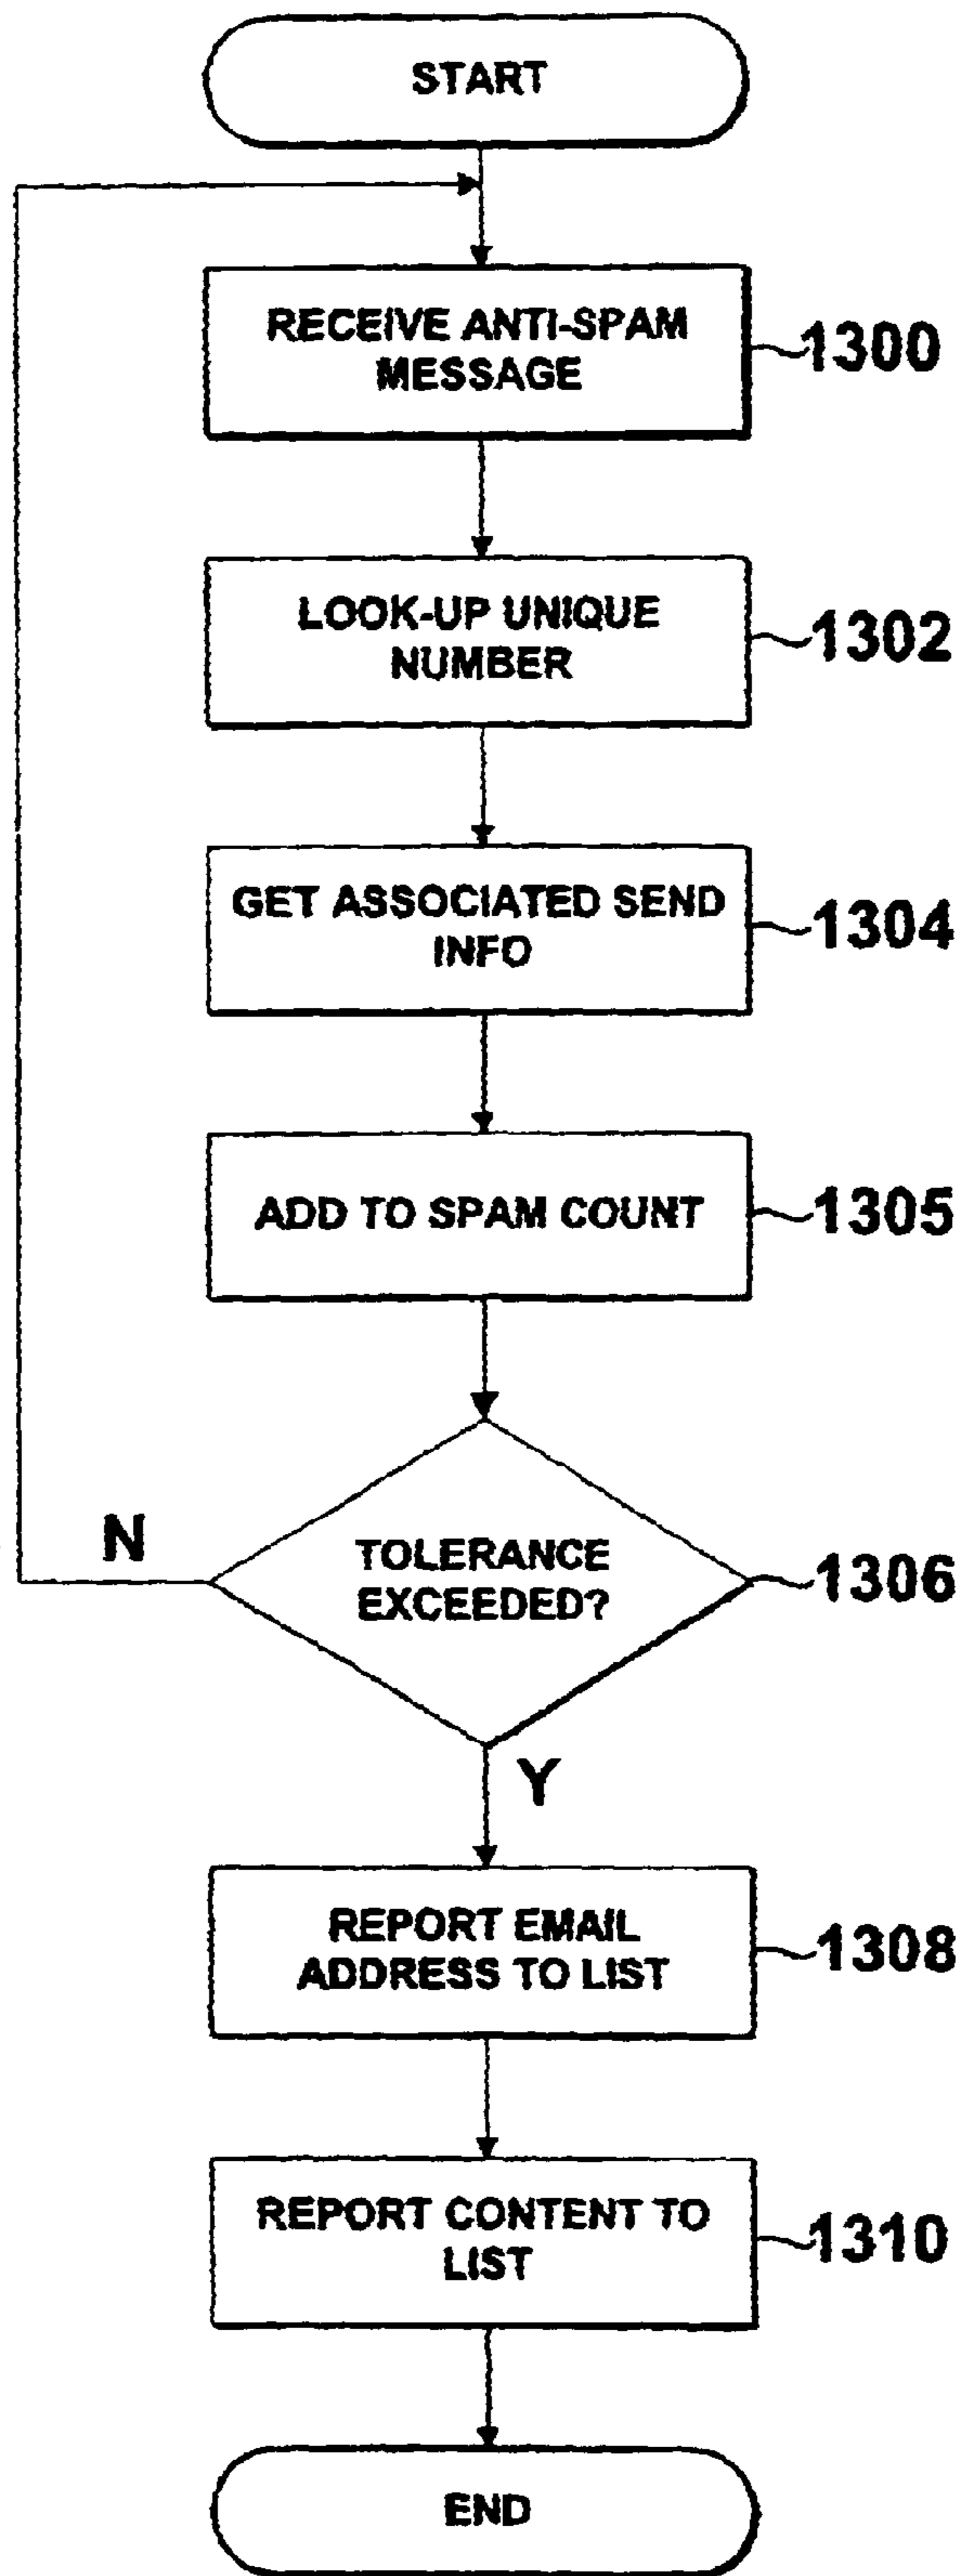 START
RECEIVE ANTI-SPAM
MESSAGE
1300
LOOK-UP UNIQUE
NUMBER
1302
GET ASSOCIATED SEND
INFO
1304
ADD TO SPAM COUNT
1305
N
TOLERANCE
EXCEEDED?
1306
Y
REPORT EMAIL
ADDRESS TO LIST
1308
REPORT CONTENT TO
LIST
1310
END